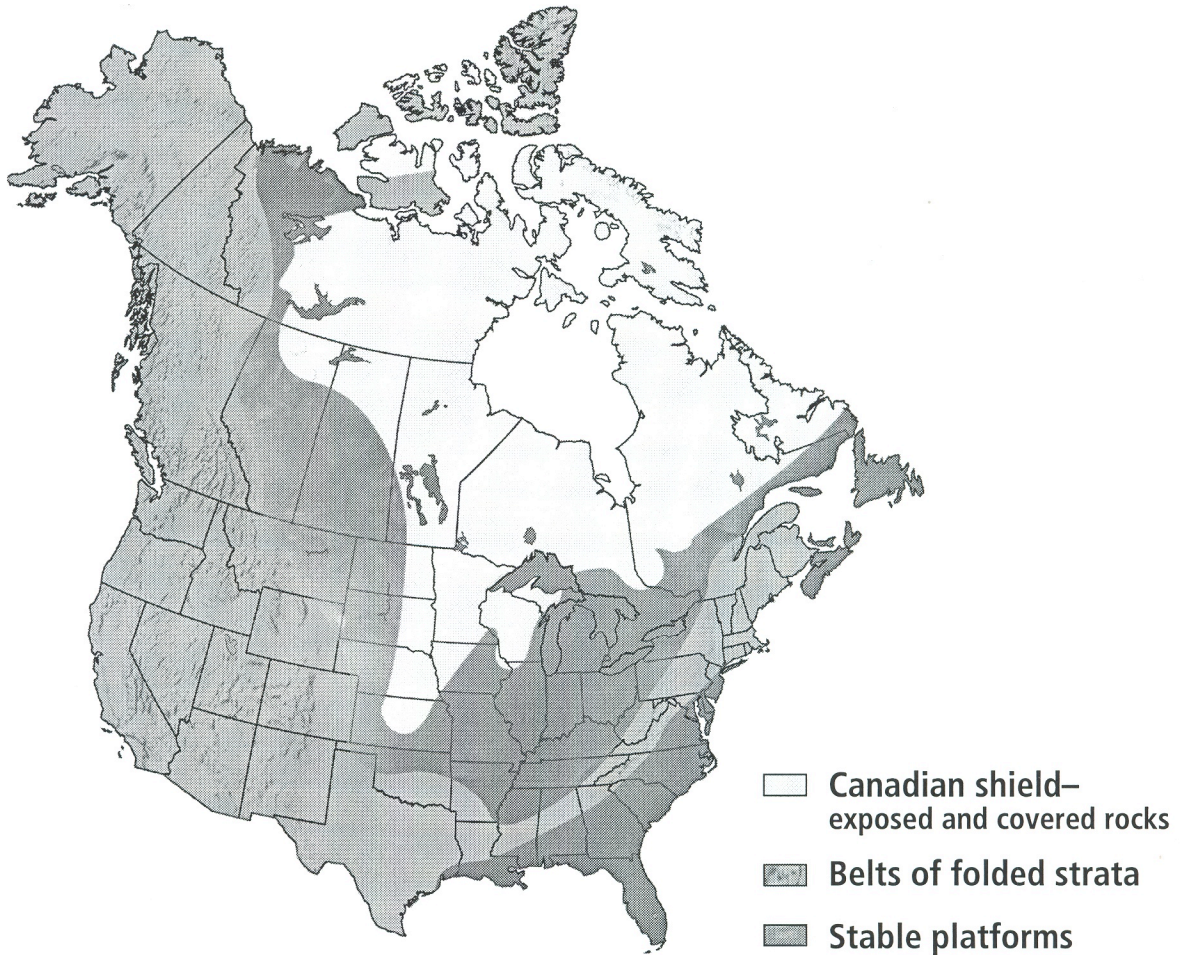 Canadian shield–
exposed and covered rocks
Belts of folded strata
Stable platforms